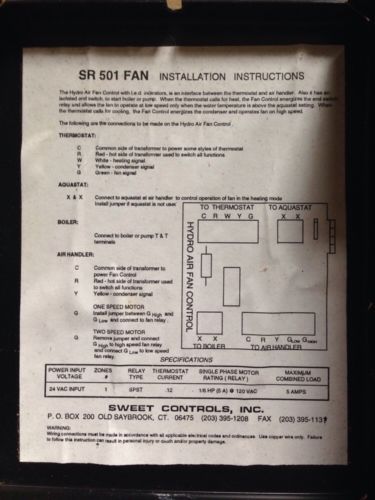 SR 501 FAN INSTALLATION INSTRUCTIONS
The Hydro Air Fan Control with l.e.d. indicators, is an interface between the thermostat and air handler. Also it has an
isolated end switch, to start boiler or pump. When the thermostat calls for heat, the Fan Control energizes the end switch
relay and allows the fan to operate at low speed only when the water temperature is above the aquastat setting. When
the thermostat calls for cooling, the Fan Control energizes the condenser and operates fan on high speed.
The following are the connections to be made on the Hydro Air Fan Control.
THERMOSTAT:
C Common side of transformer to power some styles of thermostat
R Red - hot side of transformer used to switch all functions
W White - heating signal
Y Yellow - condenser signal
G Green - fan signal
AQUASTAT:
X & X Connect to aquastat at air handler to control operation of fan in the heating mode
Install jumper if aquastat is not used
TO THERMOSTAT TO AQUASTAT
C R W Y G X X
BOILER:
Connect to boiler or pump T & T
terminals
HYDRO AIR FAN CONTROL
AIR HANDLER:
C Common side of transformer to
power Fan Control
R Red - hot side of transformer used
to switch all functions
Y Yellow - condenser signal
ONE SPEED MOTOR
G Install jumper between G High and
G Low and connect to fan relay
TWO SPEED MOTOR
G Remove jumper and connect
G High to high speed fan relay
and connect G Low to low speed
fan relay.
X X C R Y G LOW G HIGH
TO BOILER TO AIR HANDLER
SPECIFICATIONS
POWER INPUT VOLTAGE ZONES # RELAY TYPE THERMOSTAT CURRENT SINGLE PHASE MOTOR RATING (RELAY) MAXIMUM COMBINED LOAD
24 VAC INPUT 1 SPST .12 1/6 HP (5 A) @ 120 VAC 5 AMPS
SWEET CONTROLS, INC.
P. O. BOX 200 OLD SAYBROOK, CT. 06475 (203) 395-1208 FAX (203) 395-1137
WARNING:
Wiring connections must be made in accordance with all applicable electrical codes and ordinances. Use copper wire only. Failure
to follow this instruction can result in personal injury or death and/or property damage.